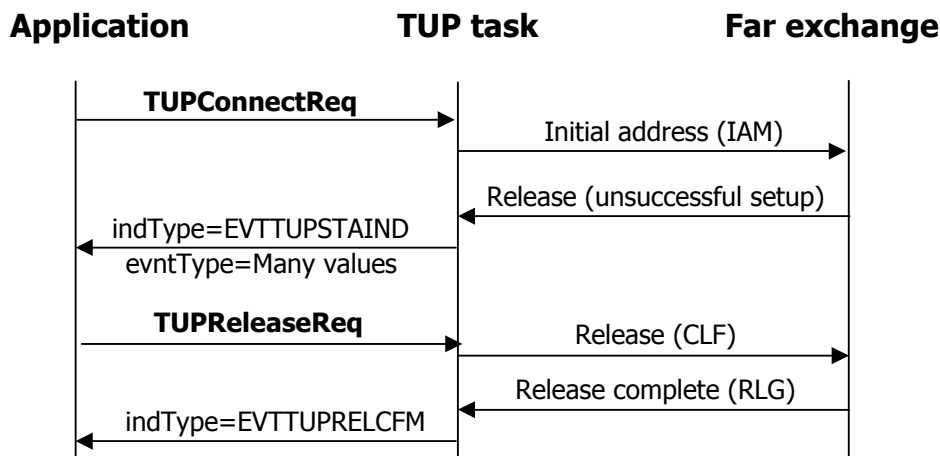 Application TUP task Far exchange
TUPConnectReq
Initial address (IAM)
Release (unsuccessful setup)
indType=EVTTUPSTAIND
evntType=Many values
TUPReleaseReq
Release (CLF)
Release complete (RLG)
indType=EVTTUPRELCFM